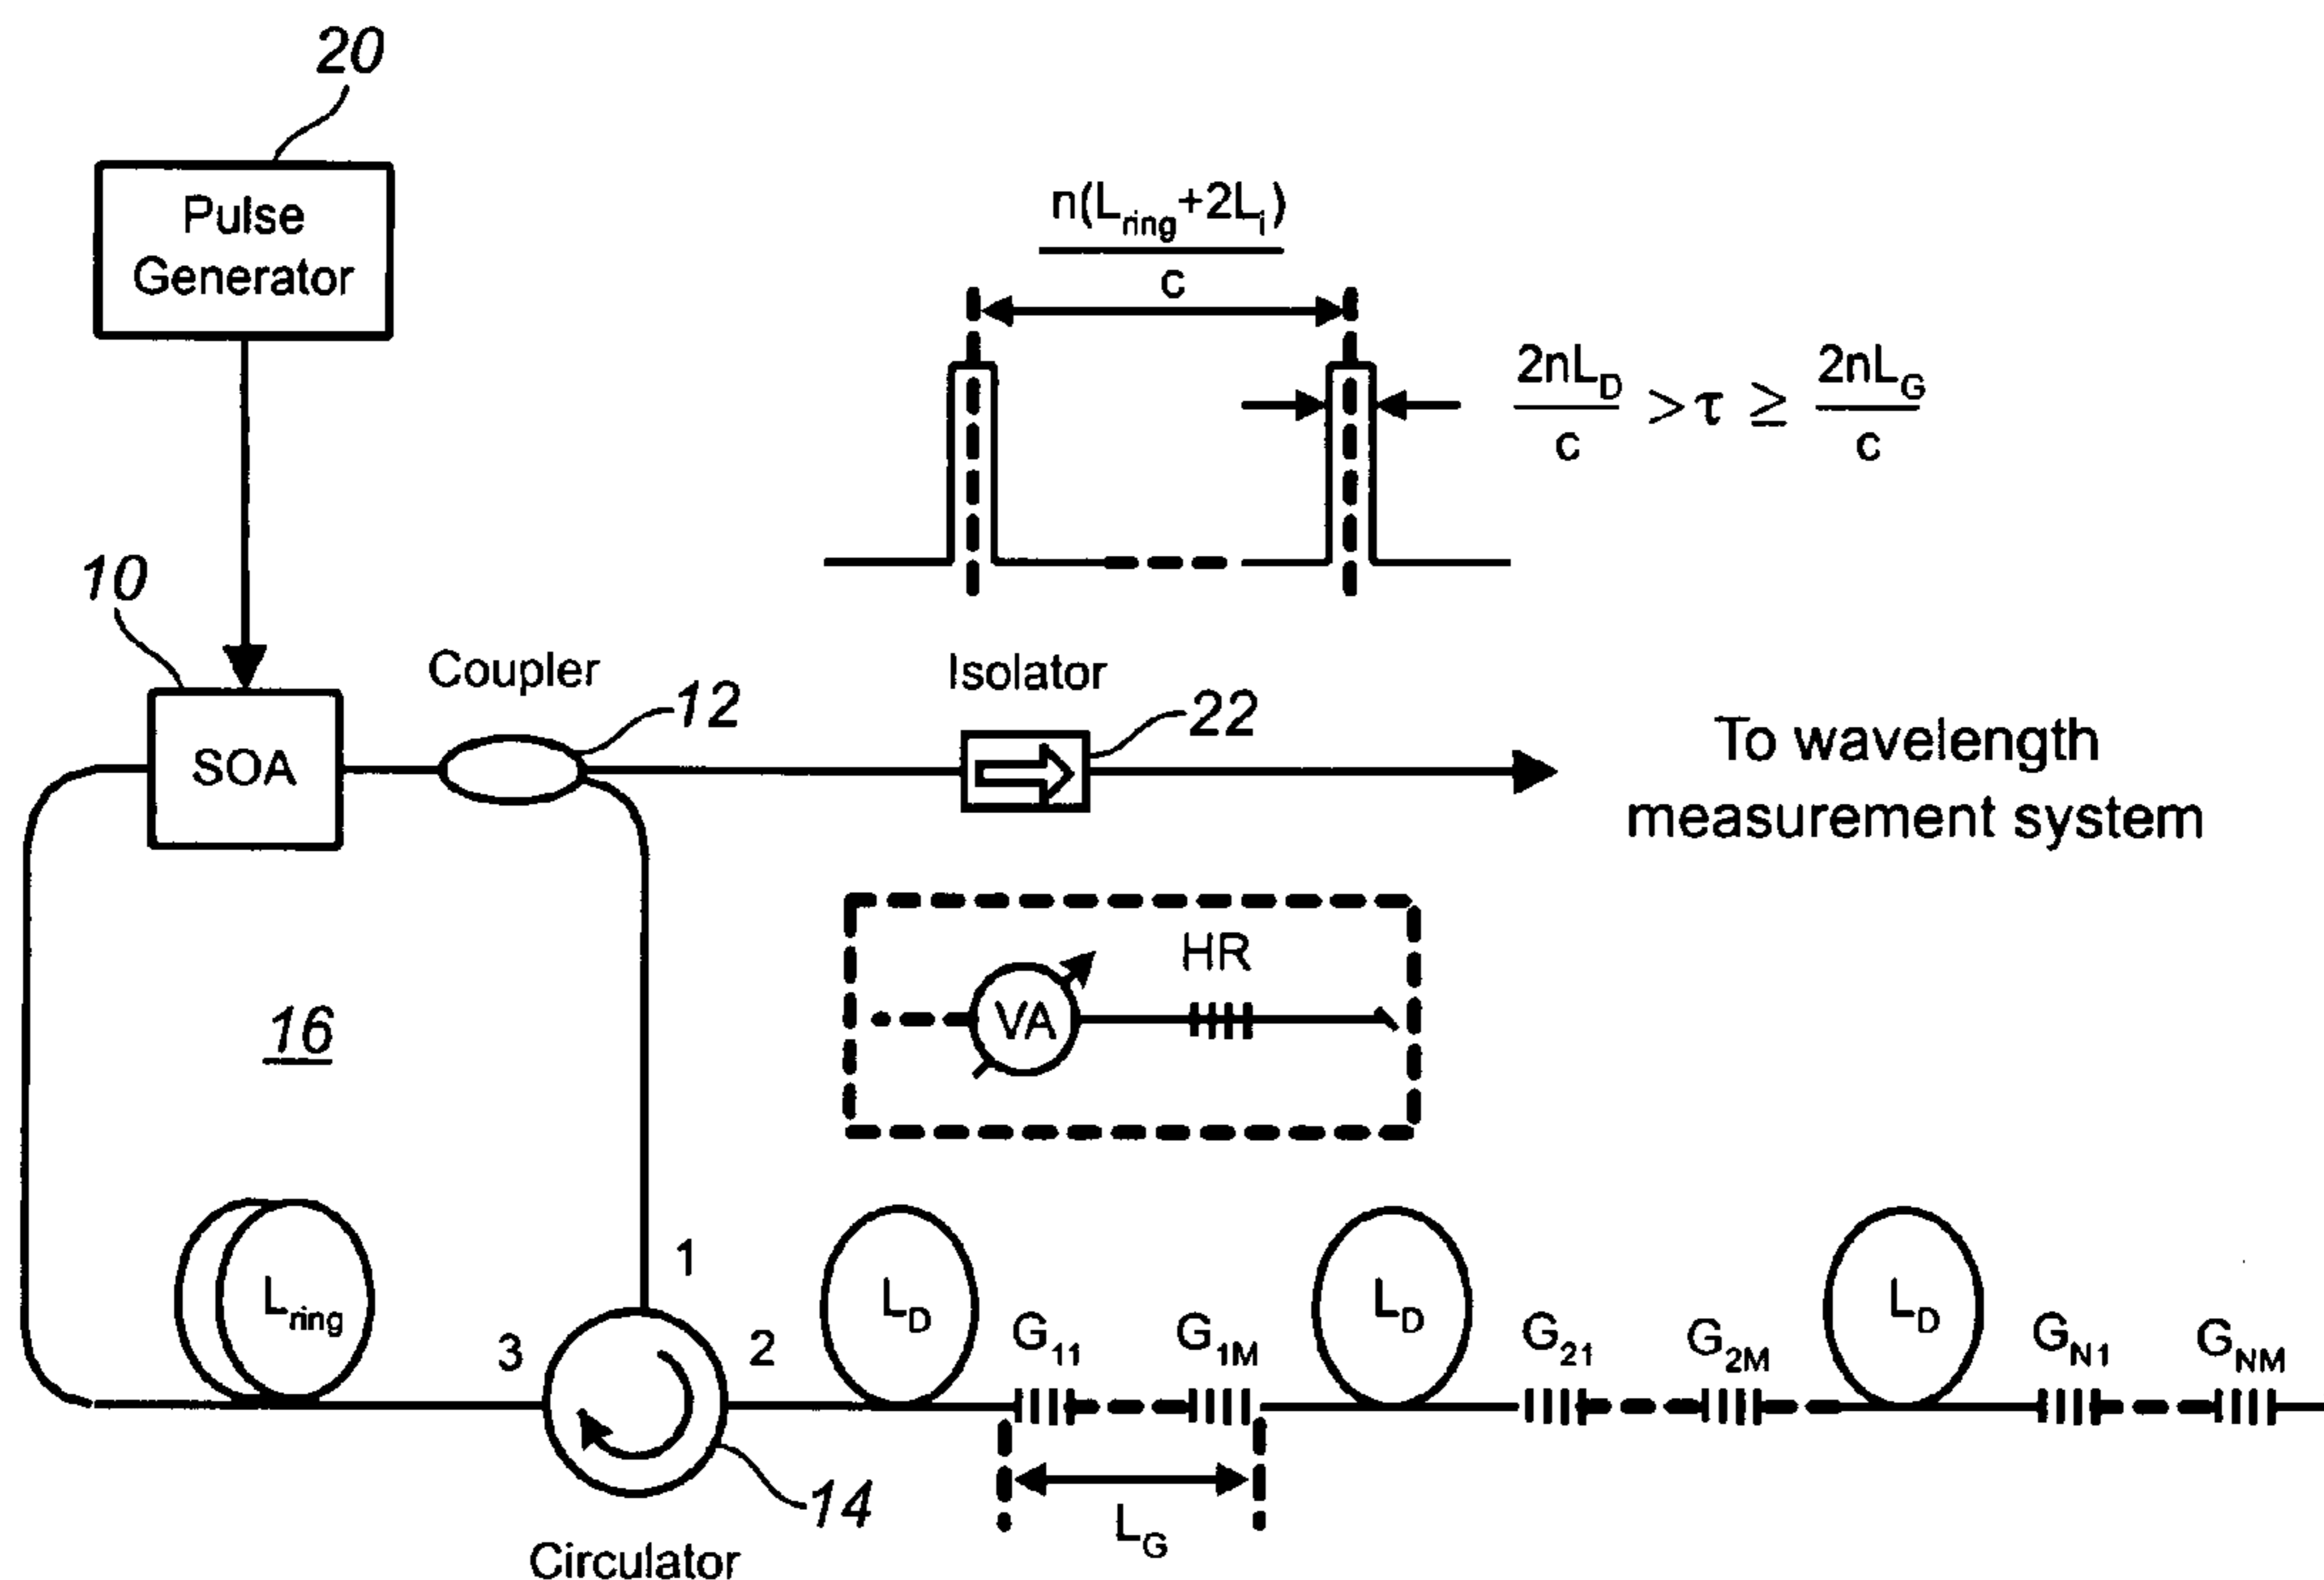 20
Pulse
Generator
n(L_ring+2L_i)
c
2nL_D
c
> τ ≥
2nL_G
c
10
SOA
Coupler
12
Isolator
22
To wavelength
measurement system
HR
VA
16
L_ring
1
2
3
L_D
G_11
G_1M
L_D
G_21
G_2M
L_D
G_N1
G_NM
14
L_G
Circulator